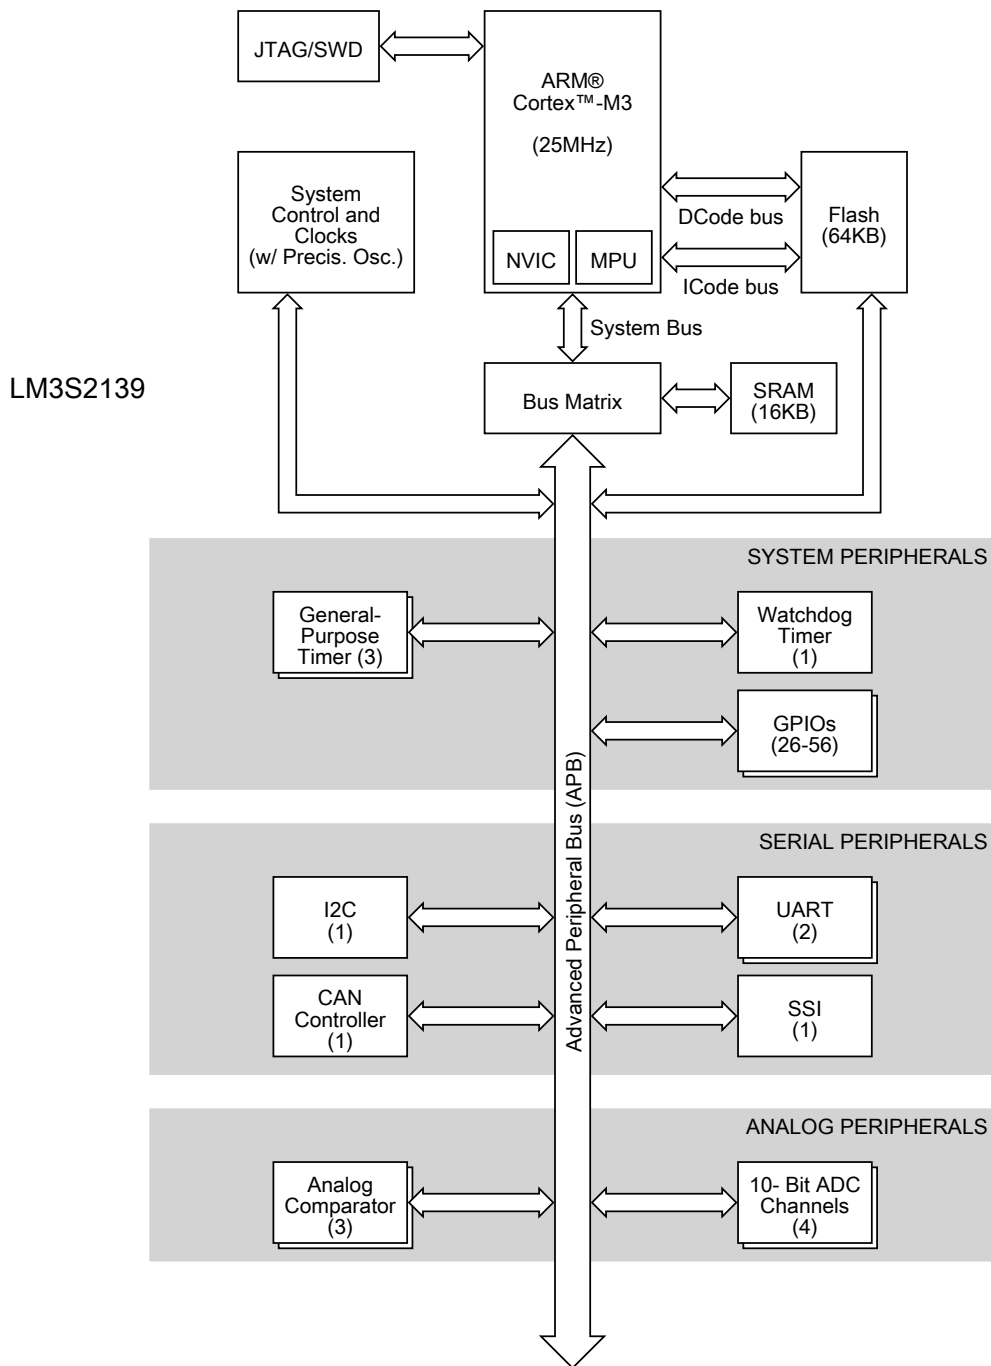 JTAG/SWD
ARM®
Cortex™-M3
(25MHz)
System
Control and
Clocks
(w/ Precis. Osc.)
DCode bus
Flash
(64KB)
NVIC
MPU
ICode bus
System Bus
LM3S2139
Bus Matrix
SRAM
(16KB)
SYSTEM PERIPHERALS
General-
Purpose
Timer (3)
Watchdog
Timer
(1)
GPIOs
(26-56)
Advanced Peripheral Bus (APB)
SERIAL PERIPHERALS
I2C
(1)
UART
(2)
CAN
Controller
(1)
SSI
(1)
ANALOG PERIPHERALS
Analog
Comparator
(3)
10- Bit ADC
Channels
(4)